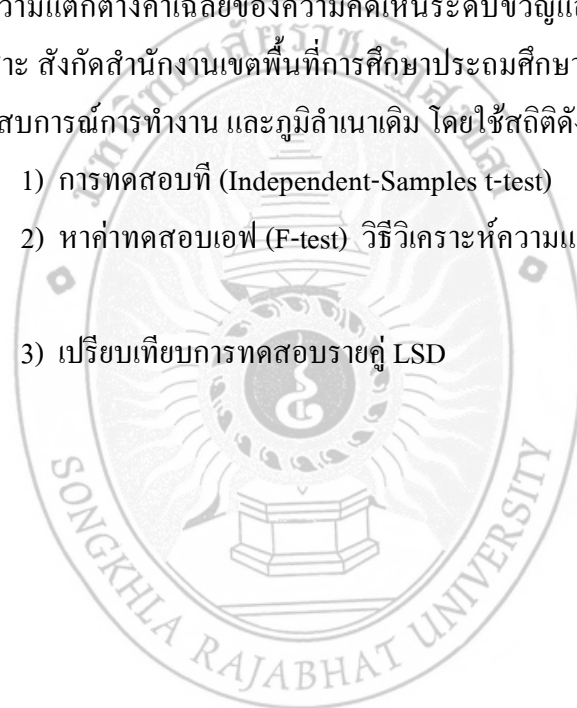 วามแตกต่างค่าเฉลี่ยของความคิดเห็นระดับขวัญแล
าะ สังกัดสำนักงานเขตพื้นที่การศึกษาประถมศึกษา
สบการณ์การทำงาน และภูมิลำเนาเดิม โดยใช้สถิติดัง
1) การทดสอบที (Independent-Samples t-test)
2) หาค่าทดสอบเอฟ (F-test) วิธีวิเคราะห์ความแ
3) เปรียบเทียบการทดสอบรายคู่ LSD
SONGKHLA RAJABHAT UNIVERSITY